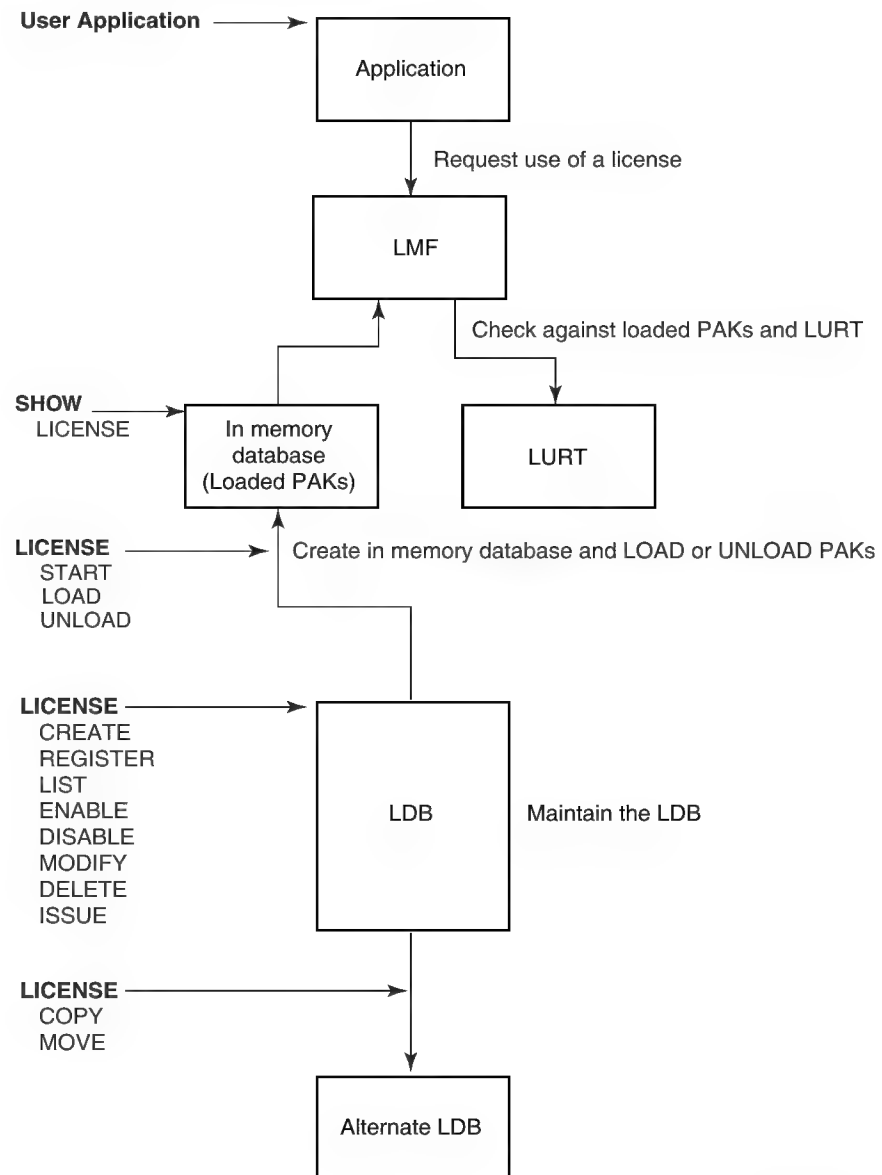 User Application
Application
Request use of a license
LMF
Check against loaded PAKs and LURT
SHOW
LICENSE
In memory
database
(Loaded PAKs)
LURT
LICENSE
START
LOAD
UNLOAD
Create in memory database and LOAD or UNLOAD PAKs
LICENSE
CREATE
REGISTER
LIST
ENABLE
DISABLE
MODIFY
DELETE
ISSUE
LDB
Maintain the LDB
LICENSE
COPY
MOVE
Alternate LDB